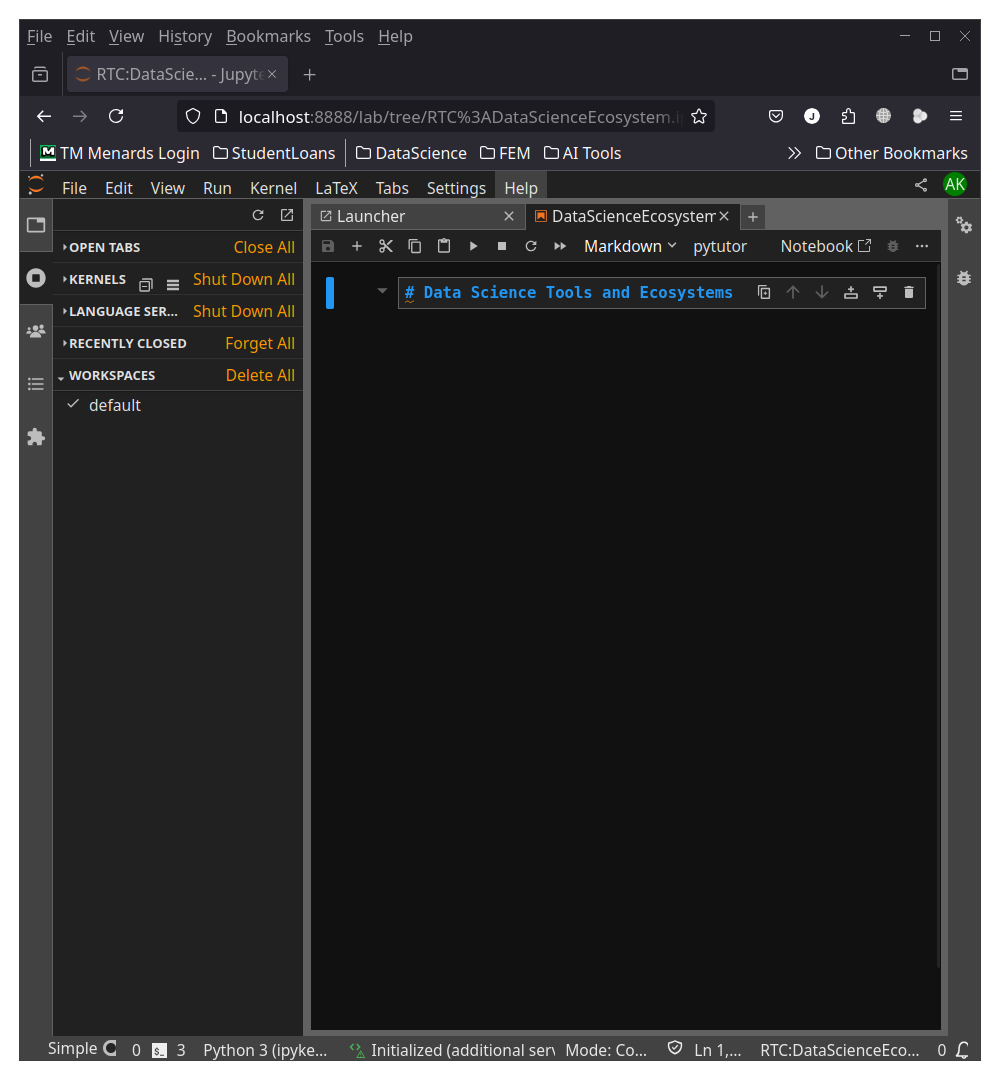 File Edit View History Bookmarks Tools Help
RTC:DataScie... - Jupyte
localhost:8888/lab/tree/RTC%3ADataScienceEcosystem.i
TM Menards Login StudentLoans DataScience FEM AI Tools Other Bookmarks
File Edit View Run Kernel LaTeX Tabs Settings Help AK
Launcher DataScienceEcosystem
Markdown pytutor Notebook
OPEN TABS Close All
KERNELS Shut Down All
LANGUAGE SER... Shut Down All
RECENTLY CLOSED Forget All
WORKSPACES Delete All
default
# Data Science Tools and Ecosystems
Simple 0 $_ 3 Python 3 (ipyke... Initialized (additional serv Mode: Co... Ln 1,... RTC:DataScienceEco... 0